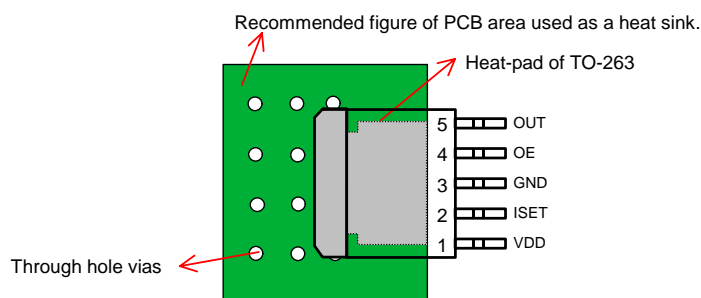 Recommended figure of PCB area used as a heat sink.
Heat-pad of TO-263
5 OUT
4 OE
3 GND
2 ISET
1 VDD
Through hole vias